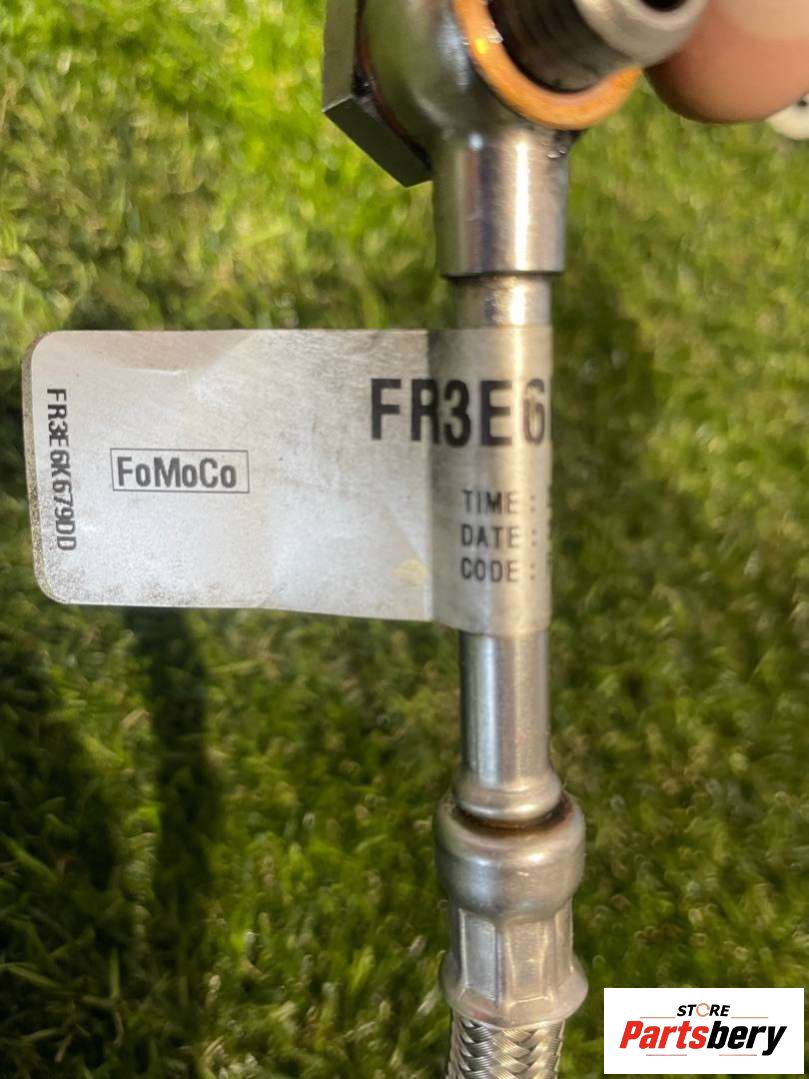 FR3E6K679DD
FoMoCo
FR3E6
TIME :
DATE :
CODE :
STORE
Partsbery